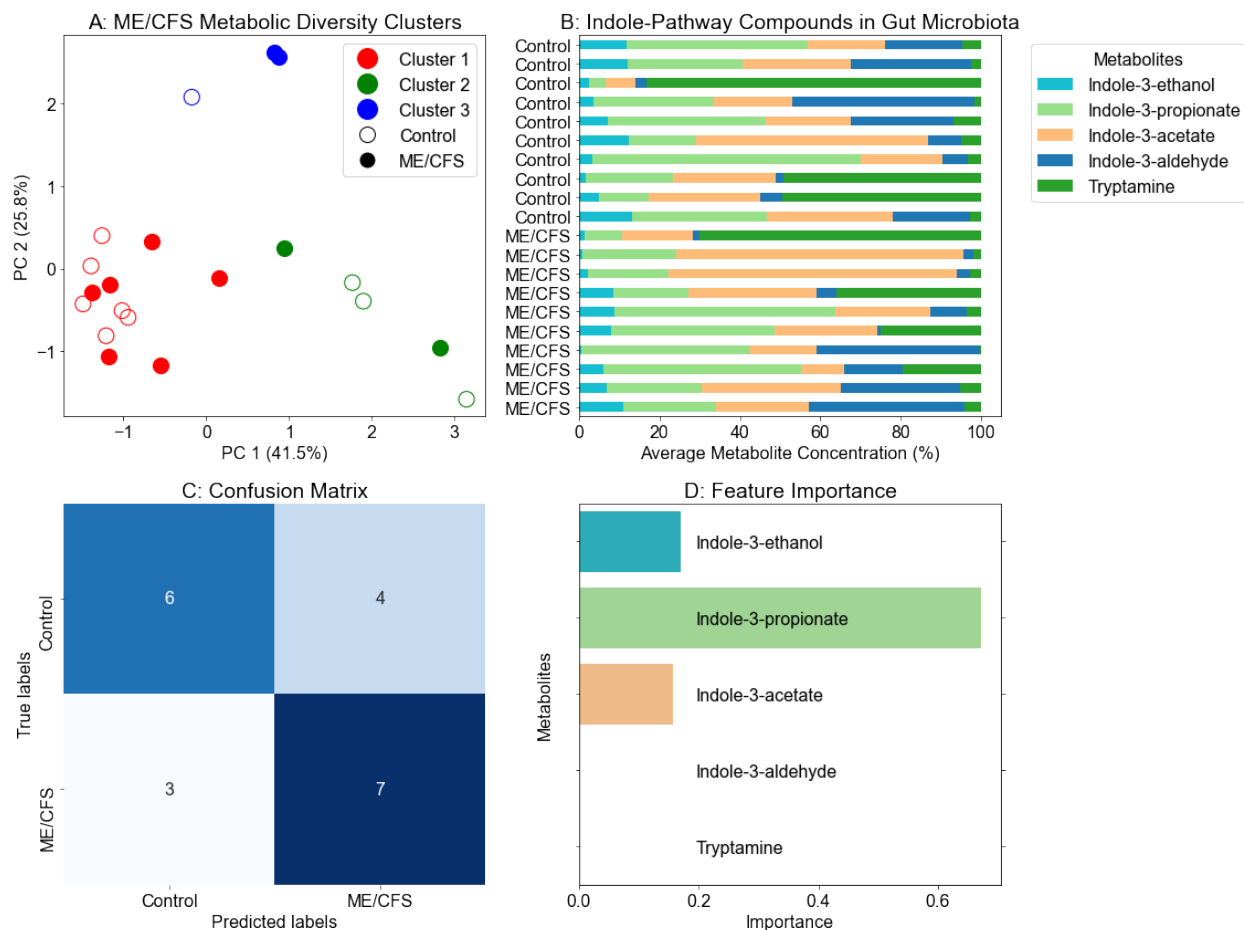 A: ME/CFS Metabolic Diversity Clusters
Cluster 1
Cluster 2
Cluster 3
Control
ME/CFS
2
1
0
−1
PC 2 (25.8%)
−1
0
1
2
3
PC 1 (41.5%)
B: Indole-Pathway Compounds in Gut Microbiota
Control
Control
Control
Control
Control
Control
Control
Control
Control
Control
ME/CFS
ME/CFS
ME/CFS
ME/CFS
ME/CFS
ME/CFS
ME/CFS
ME/CFS
ME/CFS
ME/CFS
0
20
40
60
80
100
Average Metabolite Concentration (%)
Metabolites
Indole-3-ethanol
Indole-3-propionate
Indole-3-acetate
Indole-3-aldehyde
Tryptamine
C: Confusion Matrix
6
4
3
7
True labels
Control
ME/CFS
Control
ME/CFS
Predicted labels
D: Feature Importance
Metabolites
Indole-3-ethanol
Indole-3-propionate
Indole-3-acetate
Indole-3-aldehyde
Tryptamine
0.0
0.2
0.4
0.6
Importance